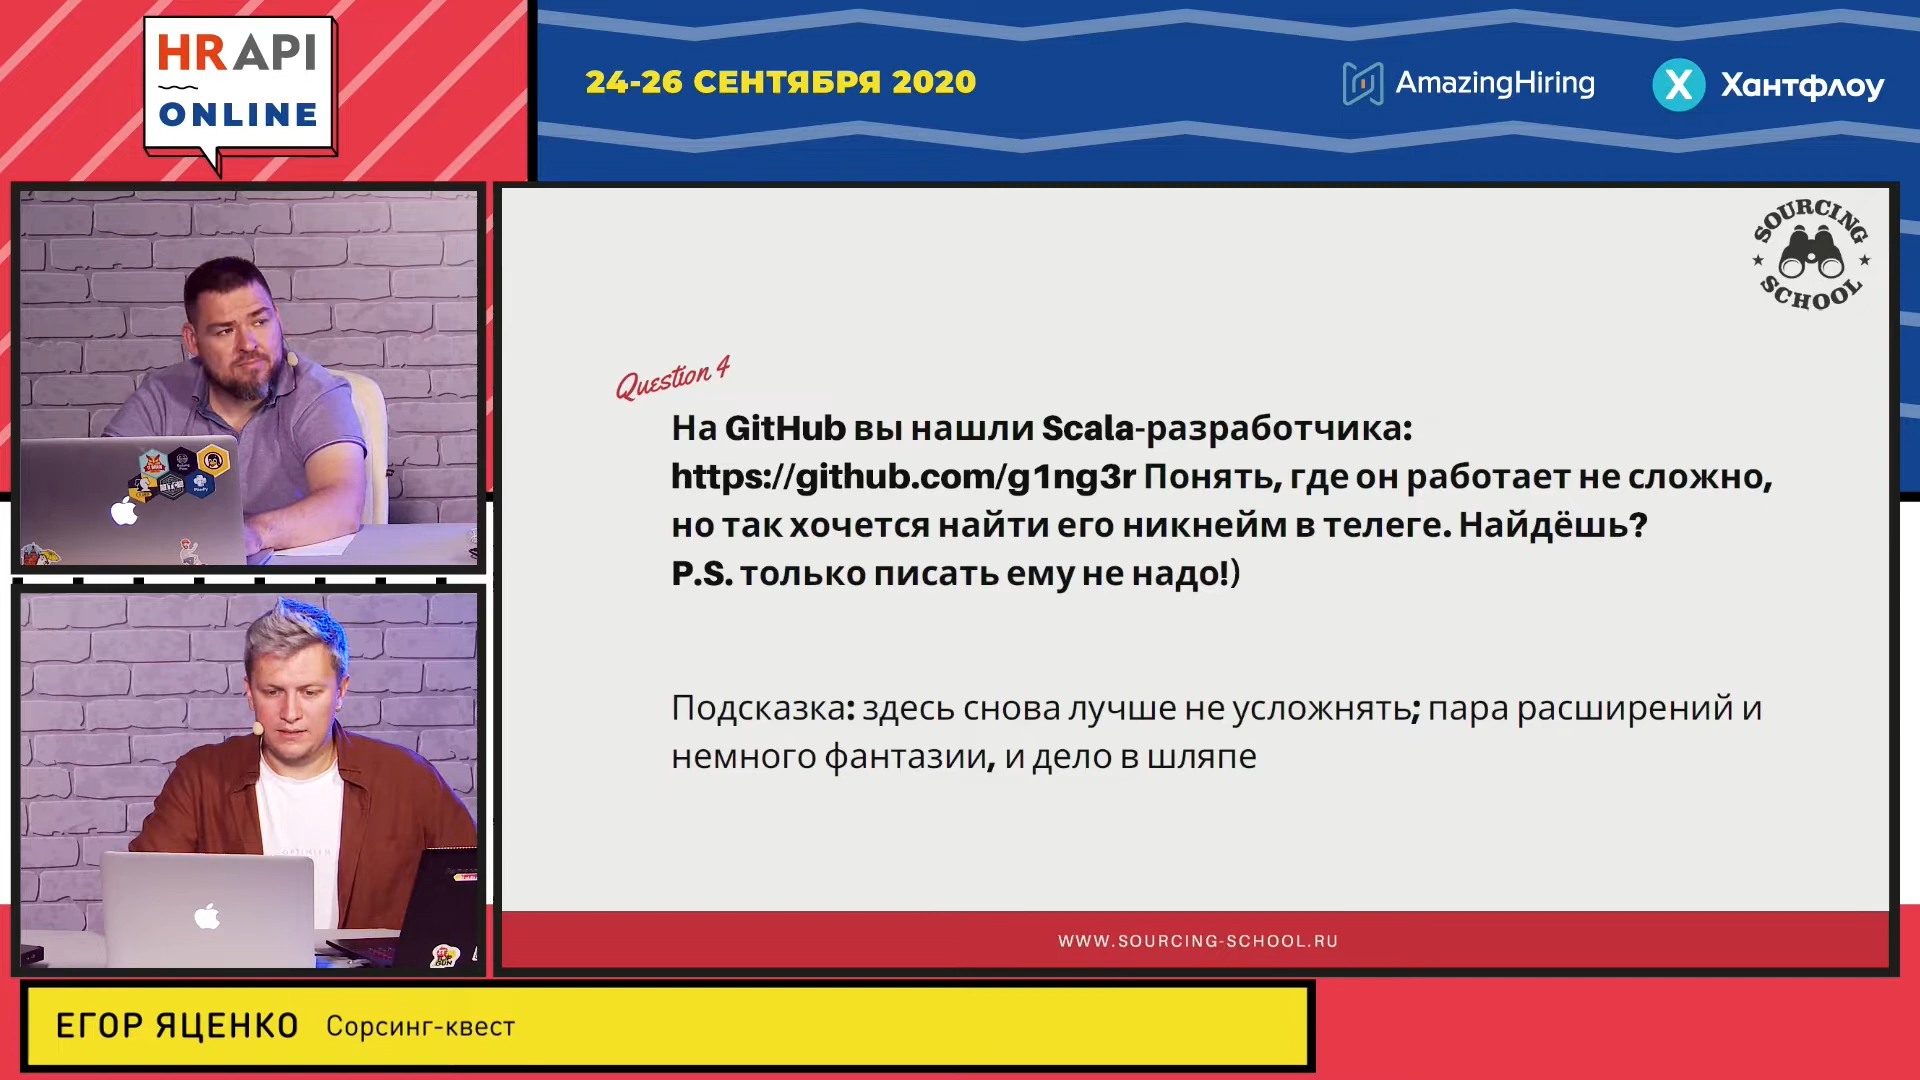 HR API
ONLINE
24-26 СЕНТЯБРЯ 2020
AmazingHiring
Хантфлоу
SOURCING
SCHOOL
Question 4
На GitHub вы нашли Scala-разработчика:
https://github.com/g1ng3r Понять, где он работает не сложно,
но так хочется найти его никнейм в телеге. Найдёшь?
P.S. только писать ему не надо!)
Подсказка: здесь снова лучше не усложнять; пара расширений и
немного фантазии, и дело в шляпе
WWW.SOURCING-SCHOOL.RU
ЕГОР ЯЦЕНКО Сорсинг-квест